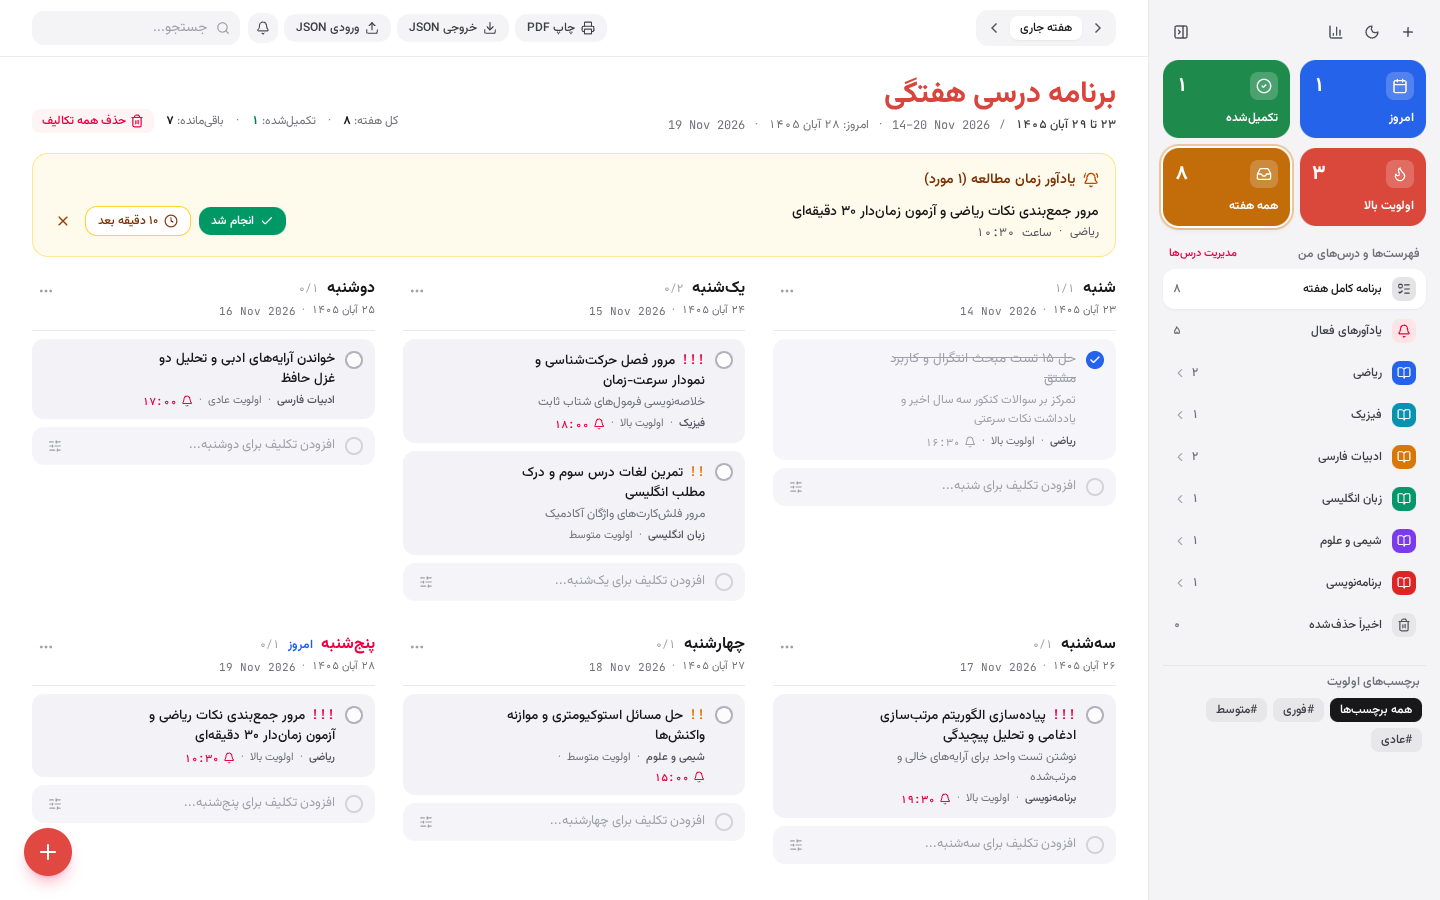 ۱
امروز
۱
تکمیل‌شده
۳
اولویت بالا
۸
همه هفته
فهرست‌ها و درس‌های من
مدیریت درس‌ها
برنامه کامل هفته ۸
یادآورهای فعال ۵
ریاضی ۲
فیزیک ۱
ادبیات فارسی ۲
زبان انگلیسی ۱
شیمی و علوم ۱
برنامه‌نویسی ۱
اخیراً حذف‌شده ۰
برچسب‌های اولویت
همه برچسب‌ها #فوری #متوسط
#عادی
هفته جاری
چاپ PDF
خروجی JSON
ورودی JSON
جستجو...
برنامه درسی هفتگی
۲۳ تا ۲۹ آبان ۱۴۰۵ / 14–20 Nov 2026 · امروز: ۲۸ آبان ۱۴۰۵ · 19 Nov 2026
کل هفته: ۸ · تکمیل‌شده: ۱ · باقی‌مانده: ۷
حذف همه تکالیف
یادآور زمان مطالعه (۱ مورد)
مرور جمع‌بندی نکات ریاضی و آزمون زمان‌دار ۳۰ دقیقه‌ای
ریاضی · ساعت ۱۰:۳۰
انجام شد
۱۰ دقیقه بعد
شنبه ۱/۱
۲۳ آبان ۱۴۰۵ · 14 Nov 2026
حل ۱۵ تست مبحث انتگرال و کاربرد
مشتق
تمرکز بر سوالات کنکور سه سال اخیر و
یادداشت نکات سرعتی
ریاضی · اولویت بالا · ۱۶:۳۰
افزودن تکلیف برای شنبه...
یک‌شنبه ۰/۲
۲۴ آبان ۱۴۰۵ · 15 Nov 2026
!!! مرور فصل حرکت‌شناسی و
نمودار سرعت-زمان
خلاصه‌نویسی فرمول‌های شتاب ثابت
فیزیک · اولویت بالا · ۱۸:۰۰
!! تمرین لغات درس سوم و درک
مطلب انگلیسی
مرور فلش‌کارت‌های واژگان آکادمیک
زبان انگلیسی · اولویت متوسط
افزودن تکلیف برای یک‌شنبه...
دوشنبه ۰/۱
۲۵ آبان ۱۴۰۵ · 16 Nov 2026
خواندن آرایه‌های ادبی و تحلیل دو
غزل حافظ
ادبیات فارسی · اولویت عادی · ۱۷:۰۰
افزودن تکلیف برای دوشنبه...
سه‌شنبه ۰/۱
۲۶ آبان ۱۴۰۵ · 17 Nov 2026
!!! پیاده‌سازی الگوریتم مرتب‌سازی
ادغامی و تحلیل پیچیدگی
نوشتن تست واحد برای آرایه‌های خالی و
مرتب‌شده
برنامه‌نویسی · اولویت بالا · ۱۹:۳۰
افزودن تکلیف برای سه‌شنبه...
چهارشنبه ۰/۱
۲۷ آبان ۱۴۰۵ · 18 Nov 2026
!! حل مسائل استوکیومتری و موازنه
واکنش‌ها
شیمی و علوم · اولویت متوسط ·
۱۵:۰۰
افزودن تکلیف برای چهارشنبه...
پنج‌شنبه امروز ۰/۱
۲۸ آبان ۱۴۰۵ · 19 Nov 2026
!!! مرور جمع‌بندی نکات ریاضی و
آزمون زمان‌دار ۳۰ دقیقه‌ای
ریاضی · اولویت بالا · ۱۰:۳۰
افزودن تکلیف برای پنج‌شنبه...